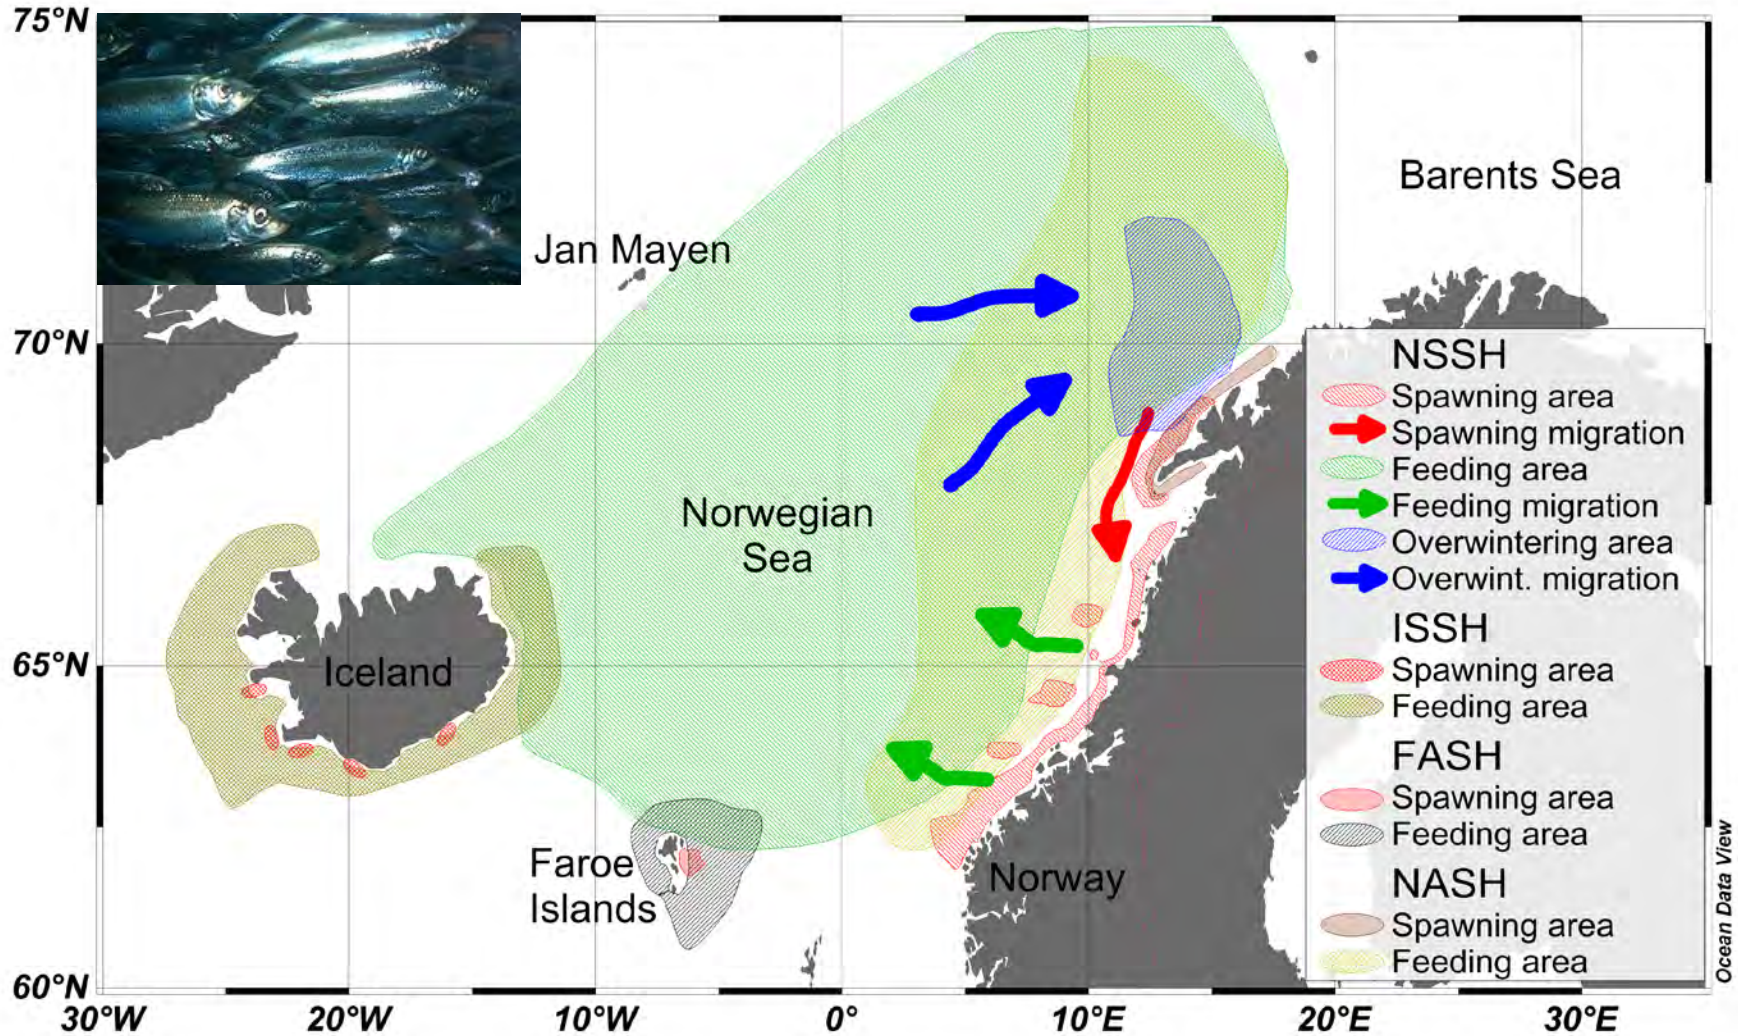 75°N
70°N
65°N
60°N
30°W
20°W
10°W
0°
10°E
20°E
30°E
Barents Sea
Jan Mayen
Norwegian
Sea
Iceland
Faroe
Islands
Norway
NSSH
Spawning area
Spawning migration
Feeding area
Feeding migration
Overwintering area
Overwint. migration
ISSH
Spawning area
Feeding area
FASH
Spawning area
Feeding area
NASH
Spawning area
Feeding area
Ocean Data View